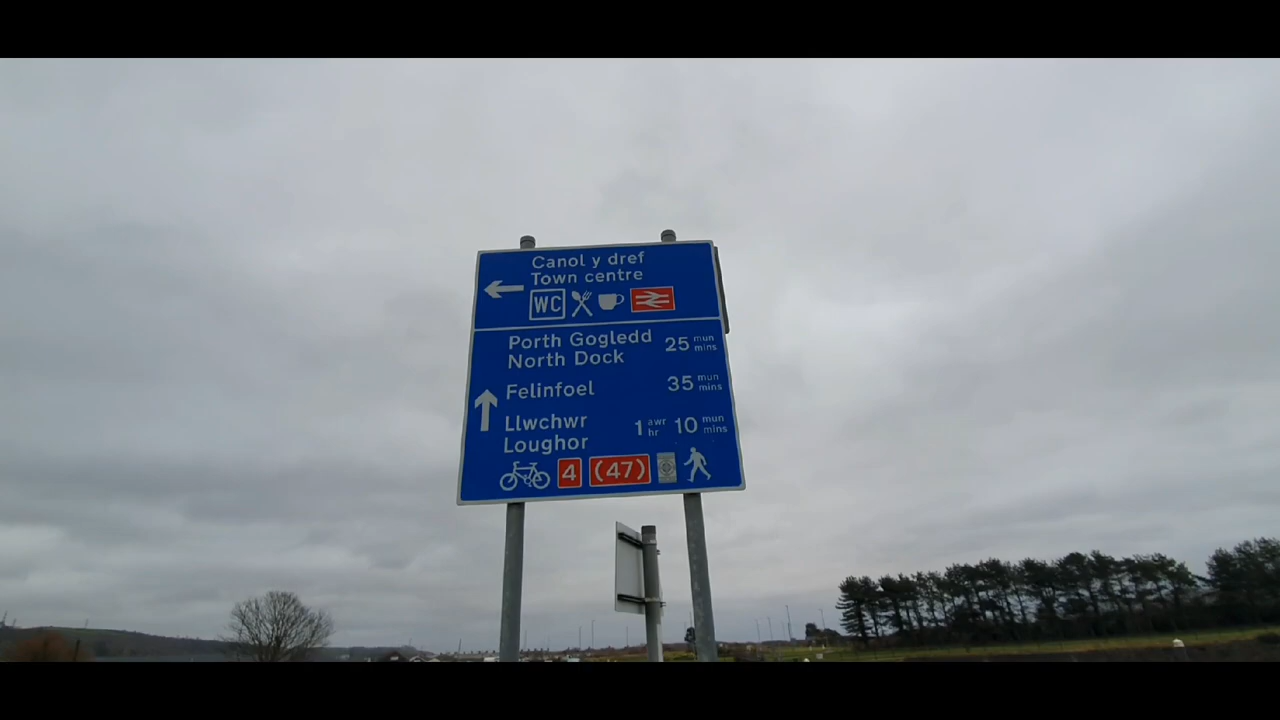 Canol y dref
Town centre
WC
Porth Gogledd
North Dock
25 mun
mins
Felinfoel
35 mun
mins
Llwchwr
Loughor
1 awr
hr
10 mun
mins
4 (47)